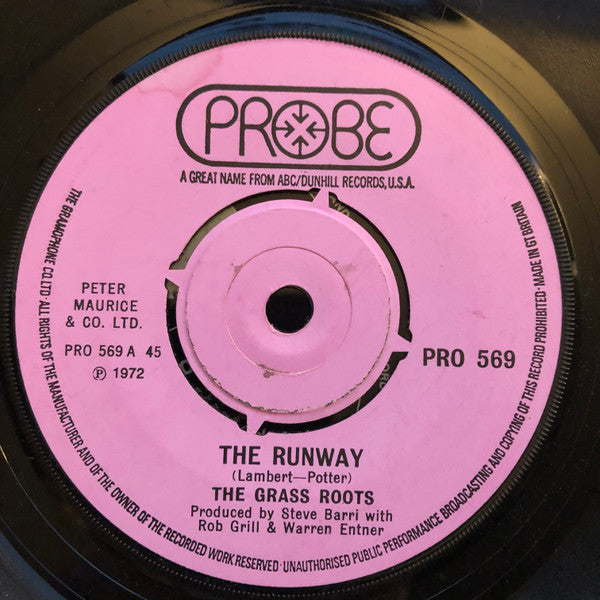 PROBE
A GREAT NAME FROM ABC/DUNHILL RECORDS, U.S.A.
THE GRAMOPHONE CO. LTD · ALL RIGHTS OF THE MANUFACTURER AND OF THE OWNER OF THE RECORDED WORK RESERVED · UNAUTHORISED PUBLIC PERFORMANCE BROADCASTING AND COPYING OF THIS RECORD PROHIBITED · MADE IN GT BRITAIN
PETER
MAURICE
& CO. LTD.
PRO 569 A 45
Ⓟ 1972
PRO 569
THE RUNWAY
(Lambert—Potter)
THE GRASS ROOTS
Produced by Steve Barri with
Rob Grill & Warren Entner